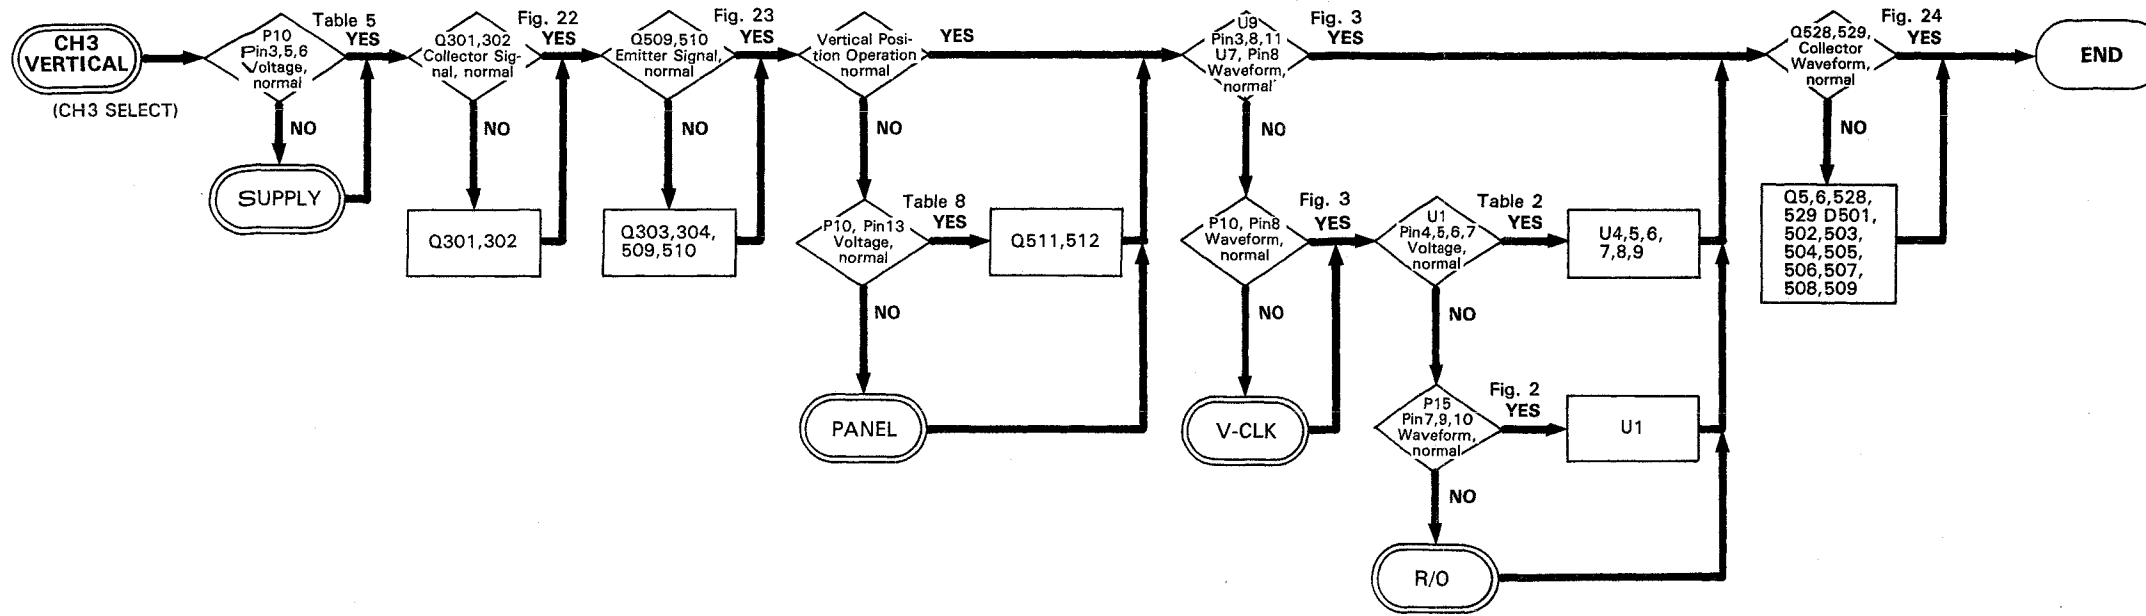 CH3
VERTICAL
(CH3 SELECT)
P10
Pin3,5,6
Voltage,
normal
Table 5
YES
NO
SUPPLY
Q301,302
Collector Sig-
nal, normal
Fig. 22
YES
NO
Q301,302
Q509,510
Emitter Signal,
normal
Fig. 23
YES
NO
Q303,304,
509,510
Vertical Posi-
tion Operation
normal
YES
NO
P10, Pin13
Voltage,
normal
Table 8
YES
Q511,512
NO
PANEL
U9
Pin3,8,11
U7, Pin8
Waveform,
normal
Fig. 3
YES
NO
P10, Pin8
Waveform,
normal
Fig. 3
YES
NO
V-CLK
U1
Pin4,5,6,7
Voltage,
normal
Table 2
YES
U4,5,6,
7,8,9
NO
P15
Pin7,9,10
Waveform,
normal
Fig. 2
YES
U1
NO
R/O
Q528,529,
Collector
Waveform,
normal
Fig. 24
YES
NO
Q5,6,528,
529 D501,
502,503,
504,505,
506,507,
508,509
END